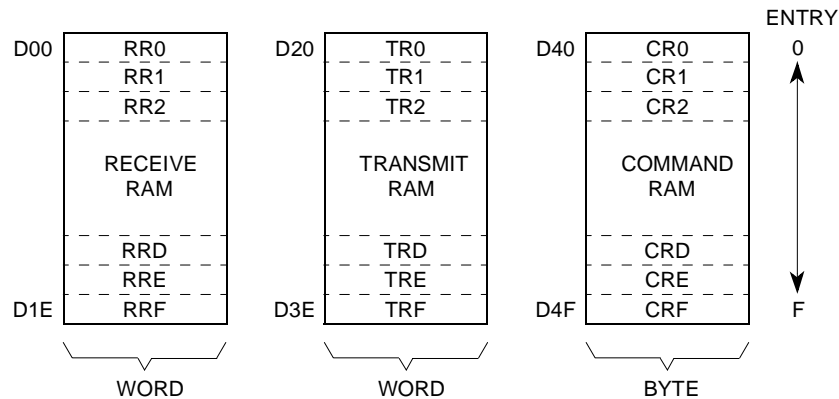 ENTRY
D00 RR0 D20 TR0 D40 CR0 0
RR1 TR1 CR1
RR2 TR2 CR2
RECEIVE TRANSMIT COMMAND
RAM RAM RAM
RRD TRD CRD
RRE TRE CRE
D1E RRF D3E TRF D4F CRF F
WORD WORD BYTE